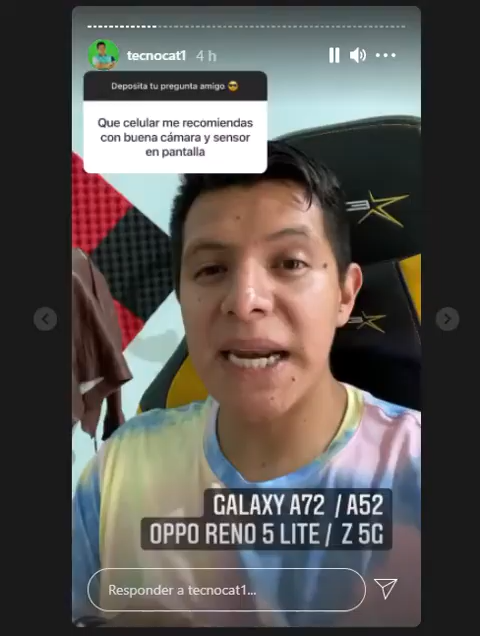 tecnocat1 4 h
Deposita tu pregunta amigo 😎
Que celular me recomiendas
con buena cámara y sensor
en pantalla
GALAXY A72 / A52
OPPO RENO 5 LITE / Z 5G
Responder a tecnocat1...